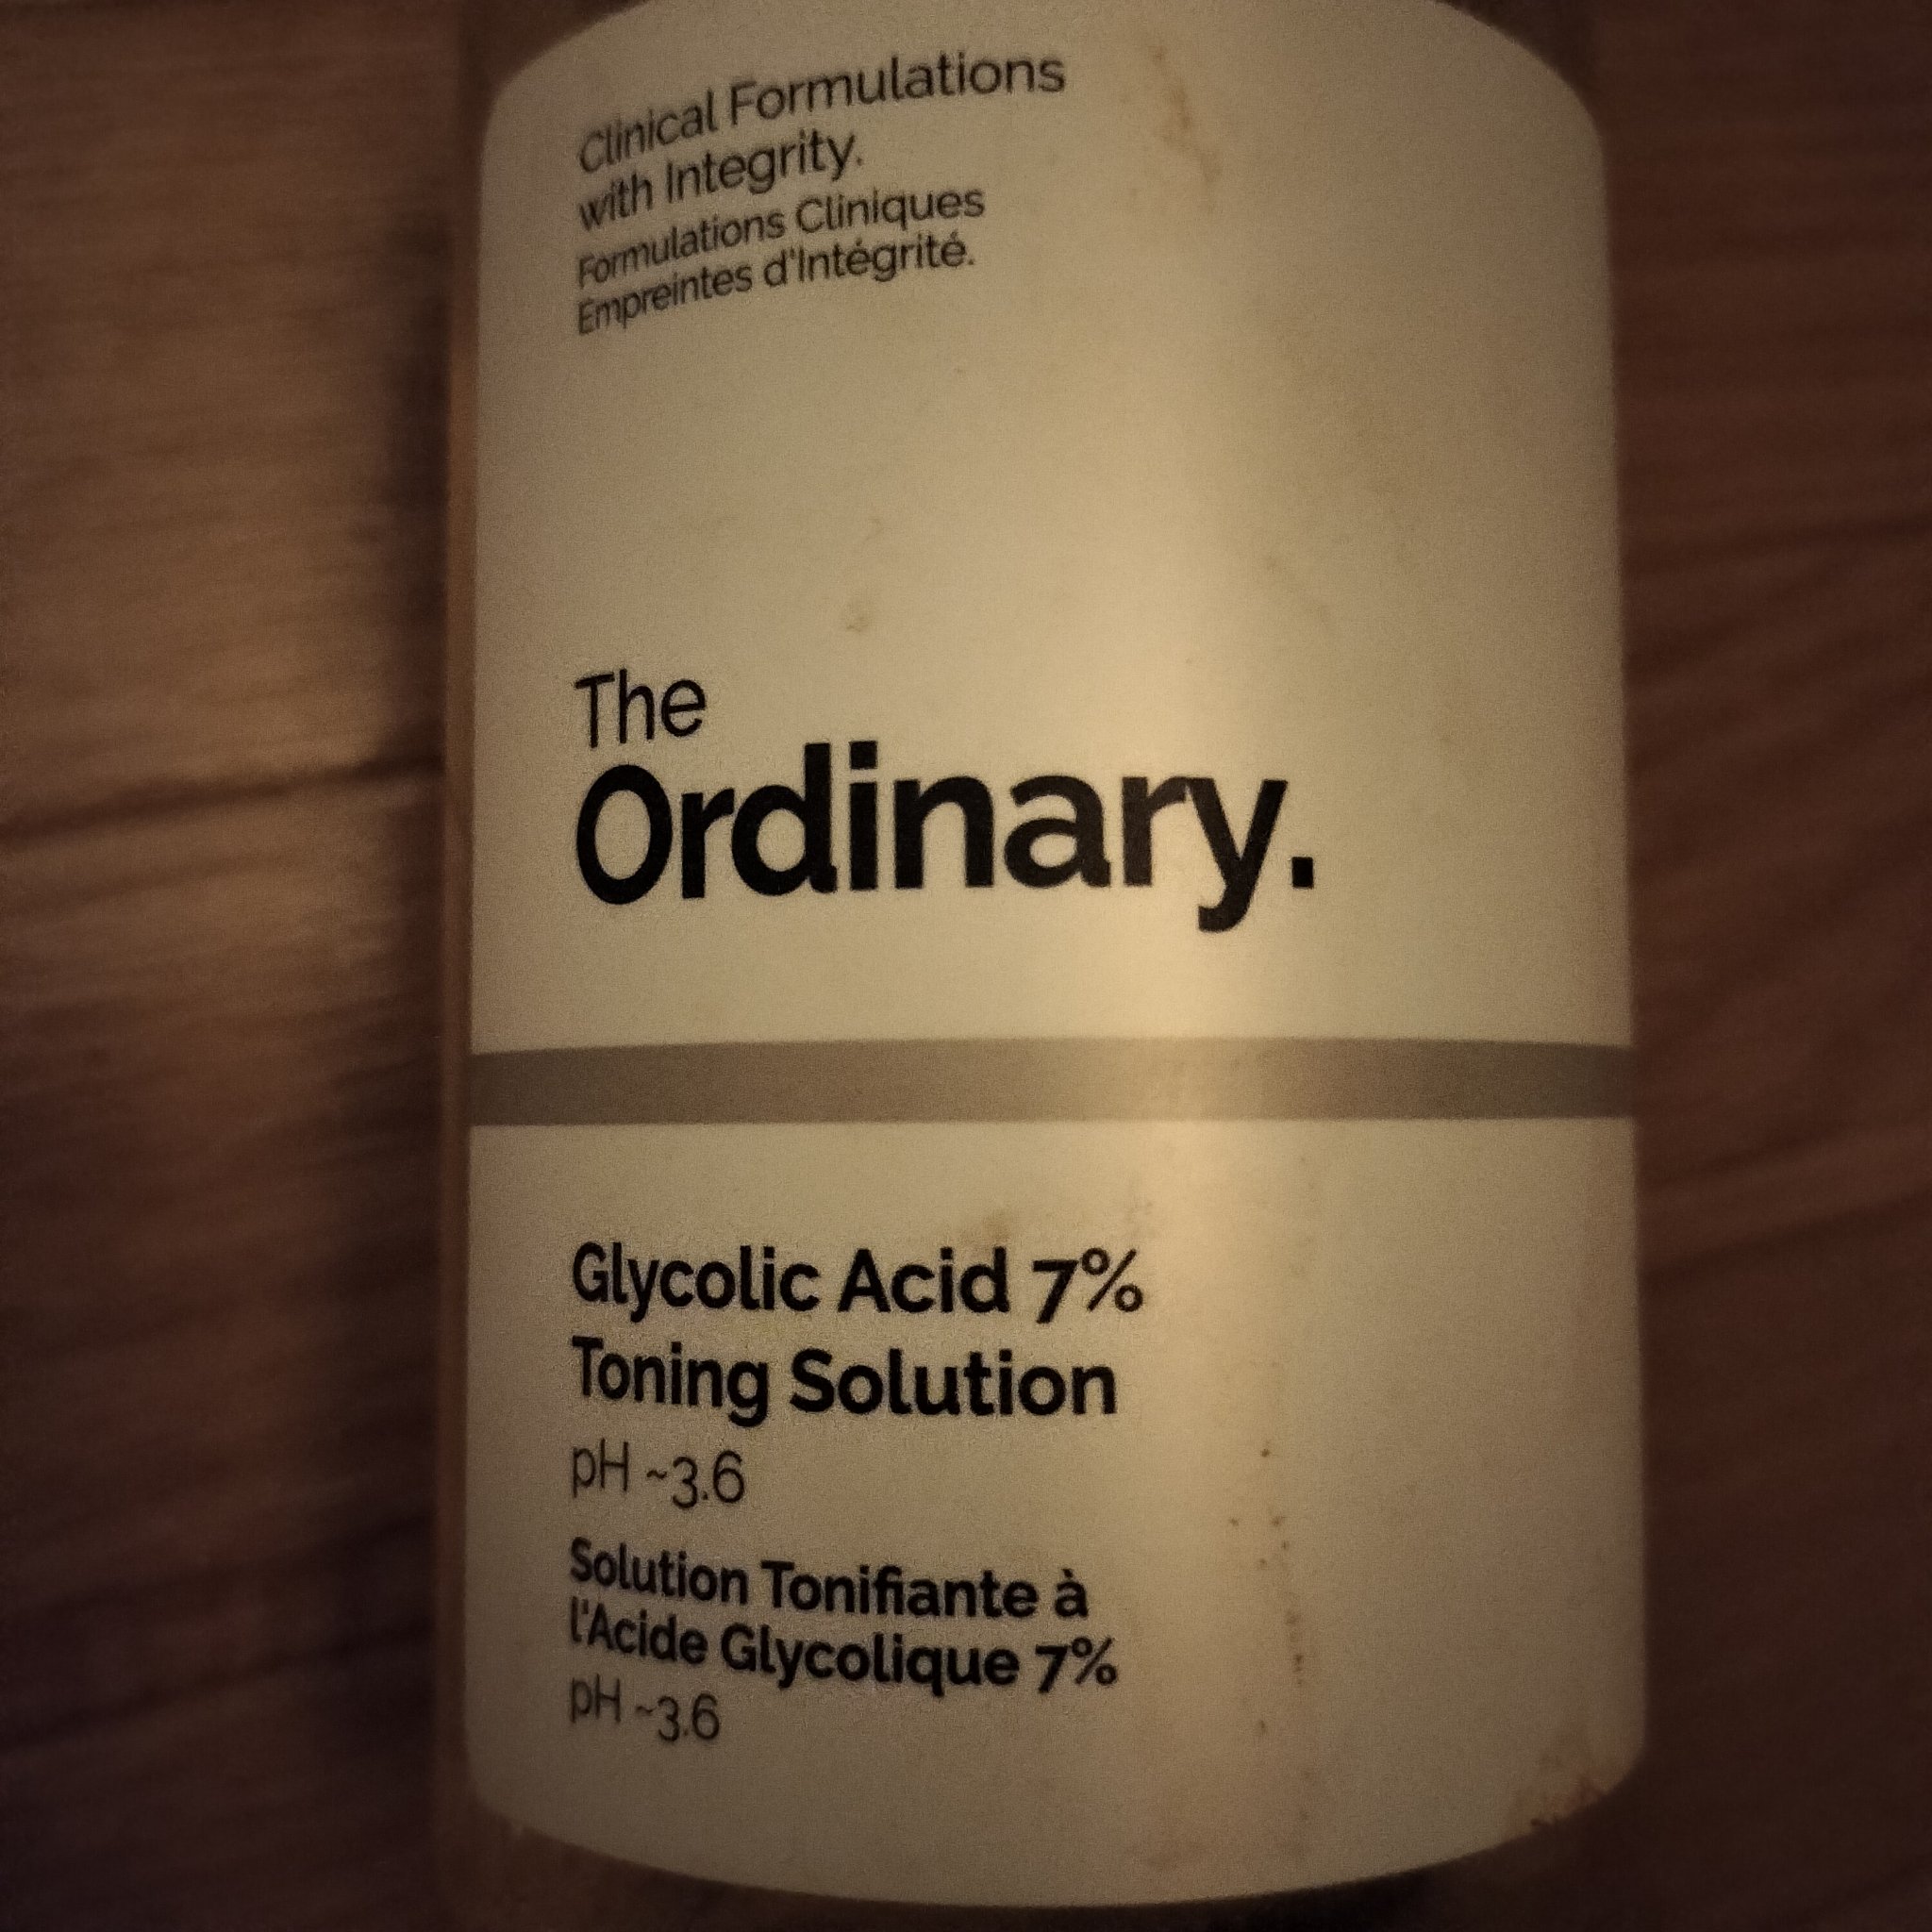 Clinical Formulations
with Integrity.
Formulations Cliniques
Empreintes d'Intégrité.
The
Ordinary.
Glycolic Acid 7%
Toning Solution
pH ~3.6
Solution Tonifiante à
l'Acide Glycolique 7%
pH ~3.6